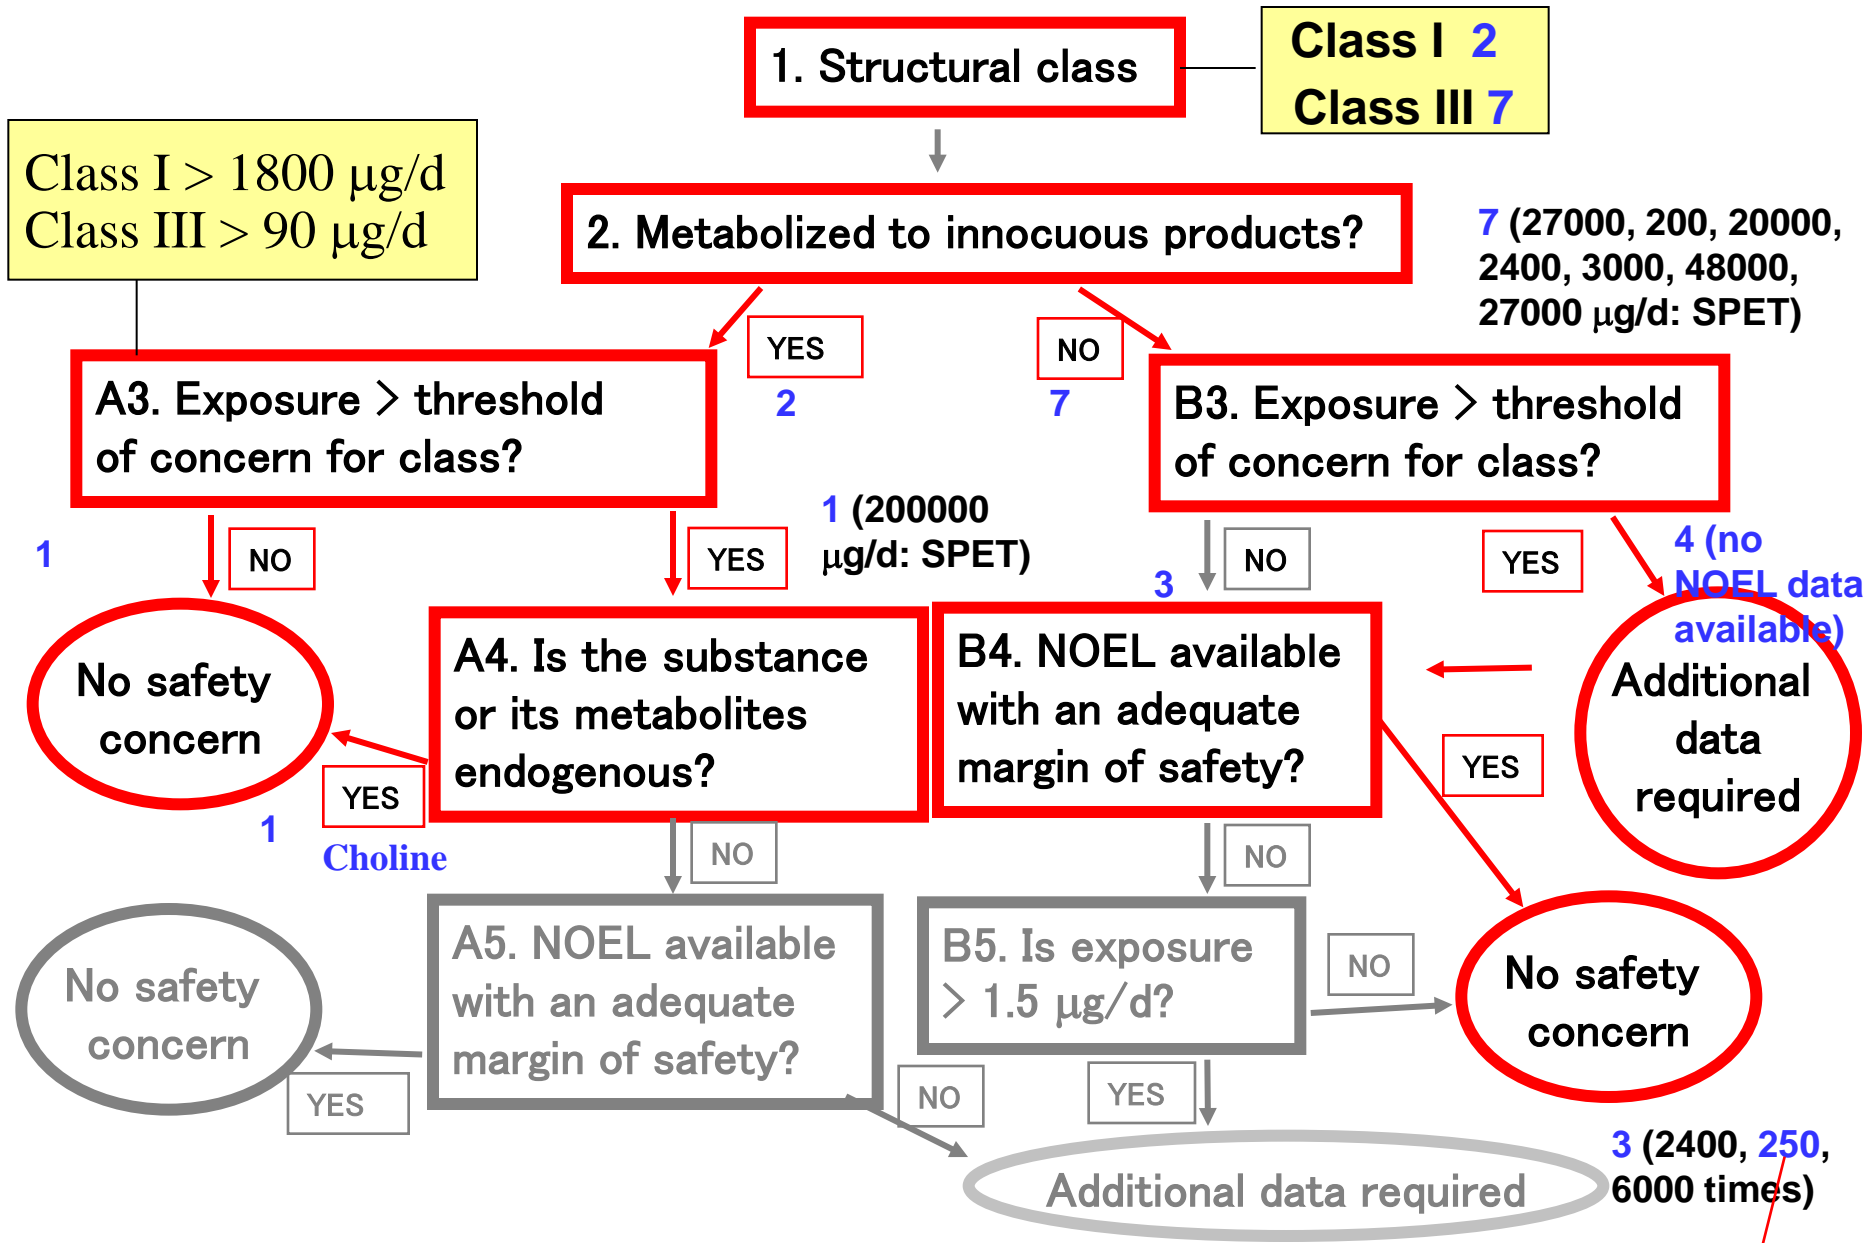 1. Structural class
Class I 2
Class III 7
Class I > 1800 μg/d
Class III > 90 μg/d
2. Metabolized to innocuous products?
7 (27000, 200, 20000,
2400, 3000, 48000,
27000 μg/d: SPET)
YES
2
NO
7
A3. Exposure > threshold
of concern for class?
B3. Exposure > threshold
of concern for class?
1
NO
YES
1 (200000
μg/d: SPET)
NO
3
YES
4 (no
NOEL data
available)
No safety
concern
A4. Is the substance
or its metabolites
endogenous?
B4. NOEL available
with an adequate
margin of safety?
Additional
data
required
YES
1
Choline
NO
NO
YES
No safety
concern
A5. NOEL available
with an adequate
margin of safety?
B5. Is exposure
> 1.5 μg/d?
NO
No safety
concern
YES
NO
YES
Additional data required
3 (2400, 250,
6000 times)